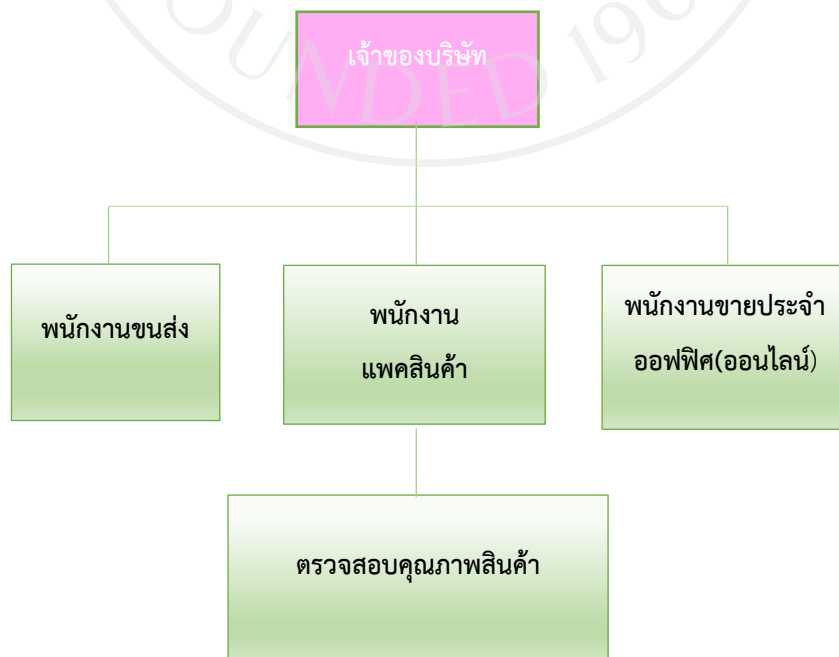 เจ้าของบริษัท
OUNDED 196
พนักงานขนส่ง
พนักงาน
แพคสินค้า
พนักงานขายประจำ
ออฟฟิศ(ออนไลน์)
ตรวจสอบคุณภาพสินค้า